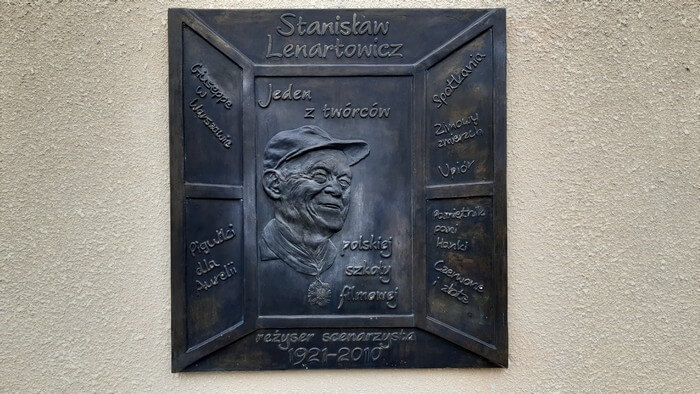 Stanisław
Lenartowicz
Giuseppe
w
Warszawie
Pigułki
dla
Aurelii
jeden
z twórców
polskiej
szkoły
filmowej
Spotkania
Zimowy
zmierzch
Upiór
Pamiętnik
pani
Hanki
Czerwone
i złote
reżyser scenarzysta
1921-2010